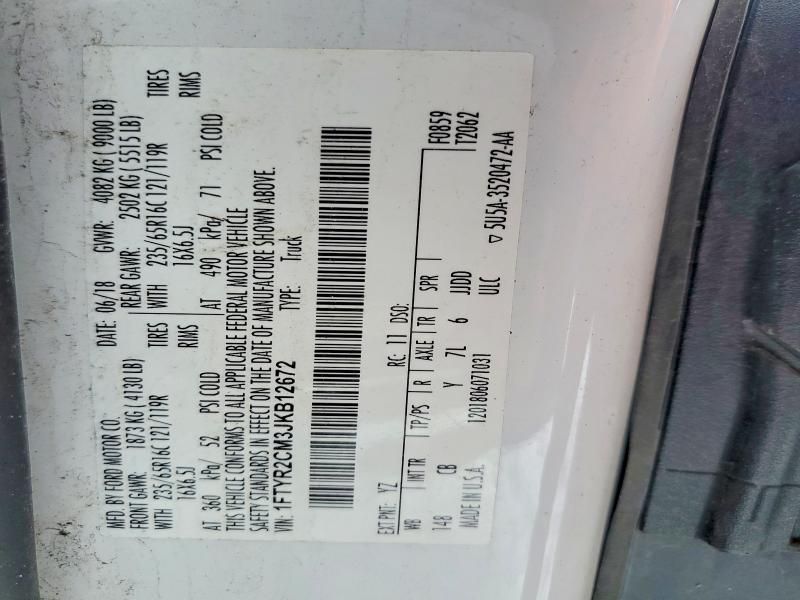 MFD. BY FORD MOTOR CO. DATE: 06/18 GVWR: 4082 KG ( 9000 LB)
FRONT GAWR: 1873 KG ( 4130 LB) REAR GAWR: 2502 KG ( 5515 LB)
WITH 235/65R16C 121/119R TIRES WITH 235/65R16C 121/119R TIRES
16X6.5J RIMS 16X6.5J RIMS
AT 360 kPa/ 52 PSI COLD AT 490 kPa/ 71 PSI COLD
THIS VEHICLE CONFORMS TO ALL APPLICABLE FEDERAL MOTOR VEHICLE
SAFETY STANDARDS IN EFFECT ON THE DATE OF MANUFACTURE SHOWN ABOVE.
VIN: 1FTYR2CM3JKB12672 TYPE: Truck
EXT PNT: YZ RC: 11 DSO: F0859
WB INT TR TP/PS R AXLE TR SPR T2062
148 CB Y 7L 6 JJDD
MADE IN U.S.A. 1201806071031 ULC
5U5A-3520472-AA